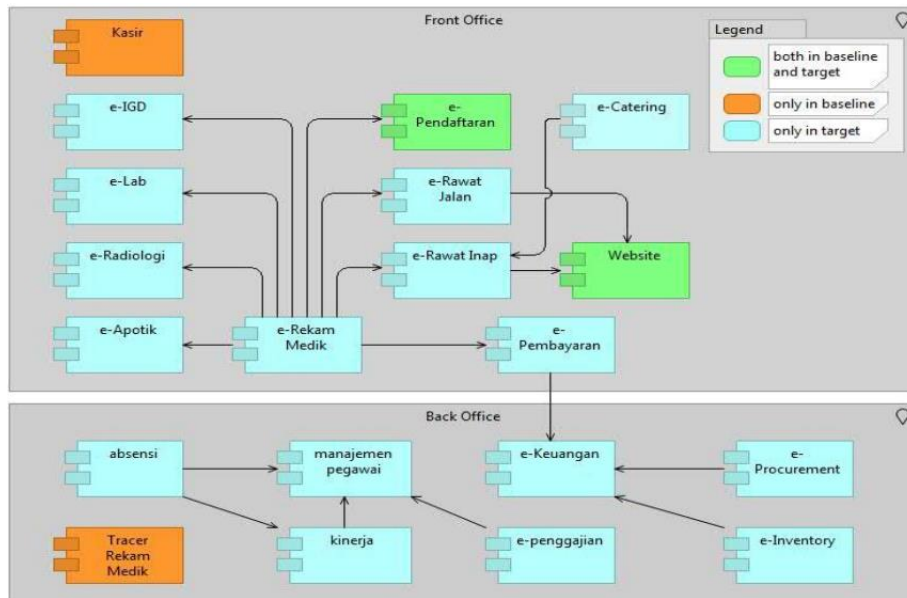 Front Office
Kasir
Legend
both in baseline
and target
only in baseline
only in target
e-IGD
e-
Pendaftaran
e-Catering
e-Lab
e-Rawat
Jalan
e-Radiologi
e-Rawat Inap
Website
e-Apotik
e-Rekam
Medik
e-
Pembayaran
Back Office
absensi
manajemen
pegawai
e-Keuangan
e-
Procurement
Tracer
Rekam
Medik
kinerja
e-penggajian
e-Inventory